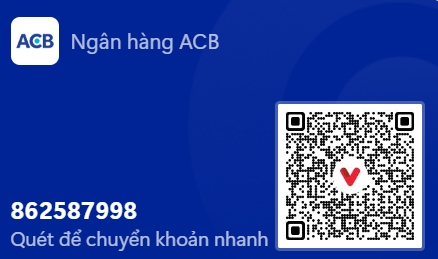 ACB
Ngân hàng ACB
862587998
Quét để chuyển khoản nhanh